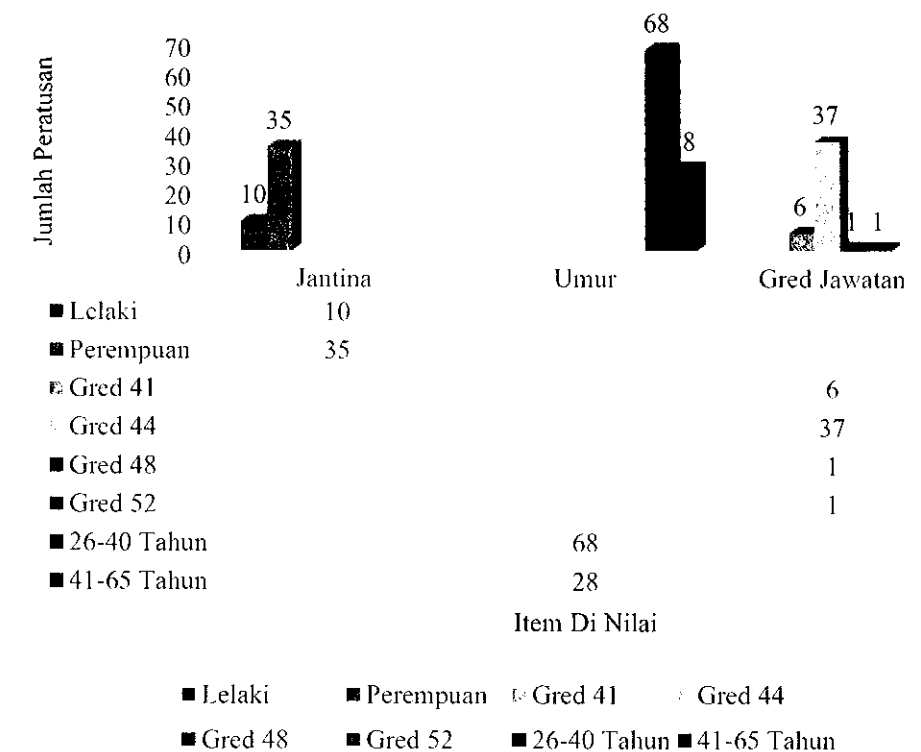 Jumlah Peratusan
70
60
50
40
30
20
10
0
10
35
68
8
6
37
1 1
Jantina Umur Gred Jawatan
Lelaki 10
Perempuan 35
Gred 41 6
Gred 44 37
Gred 48 1
Gred 52 1
26-40 Tahun 68
41-65 Tahun 28
Item Di Nilai
Lelaki Perempuan Gred 41 Gred 44
Gred 48 Gred 52 26-40 Tahun 41-65 Tahun